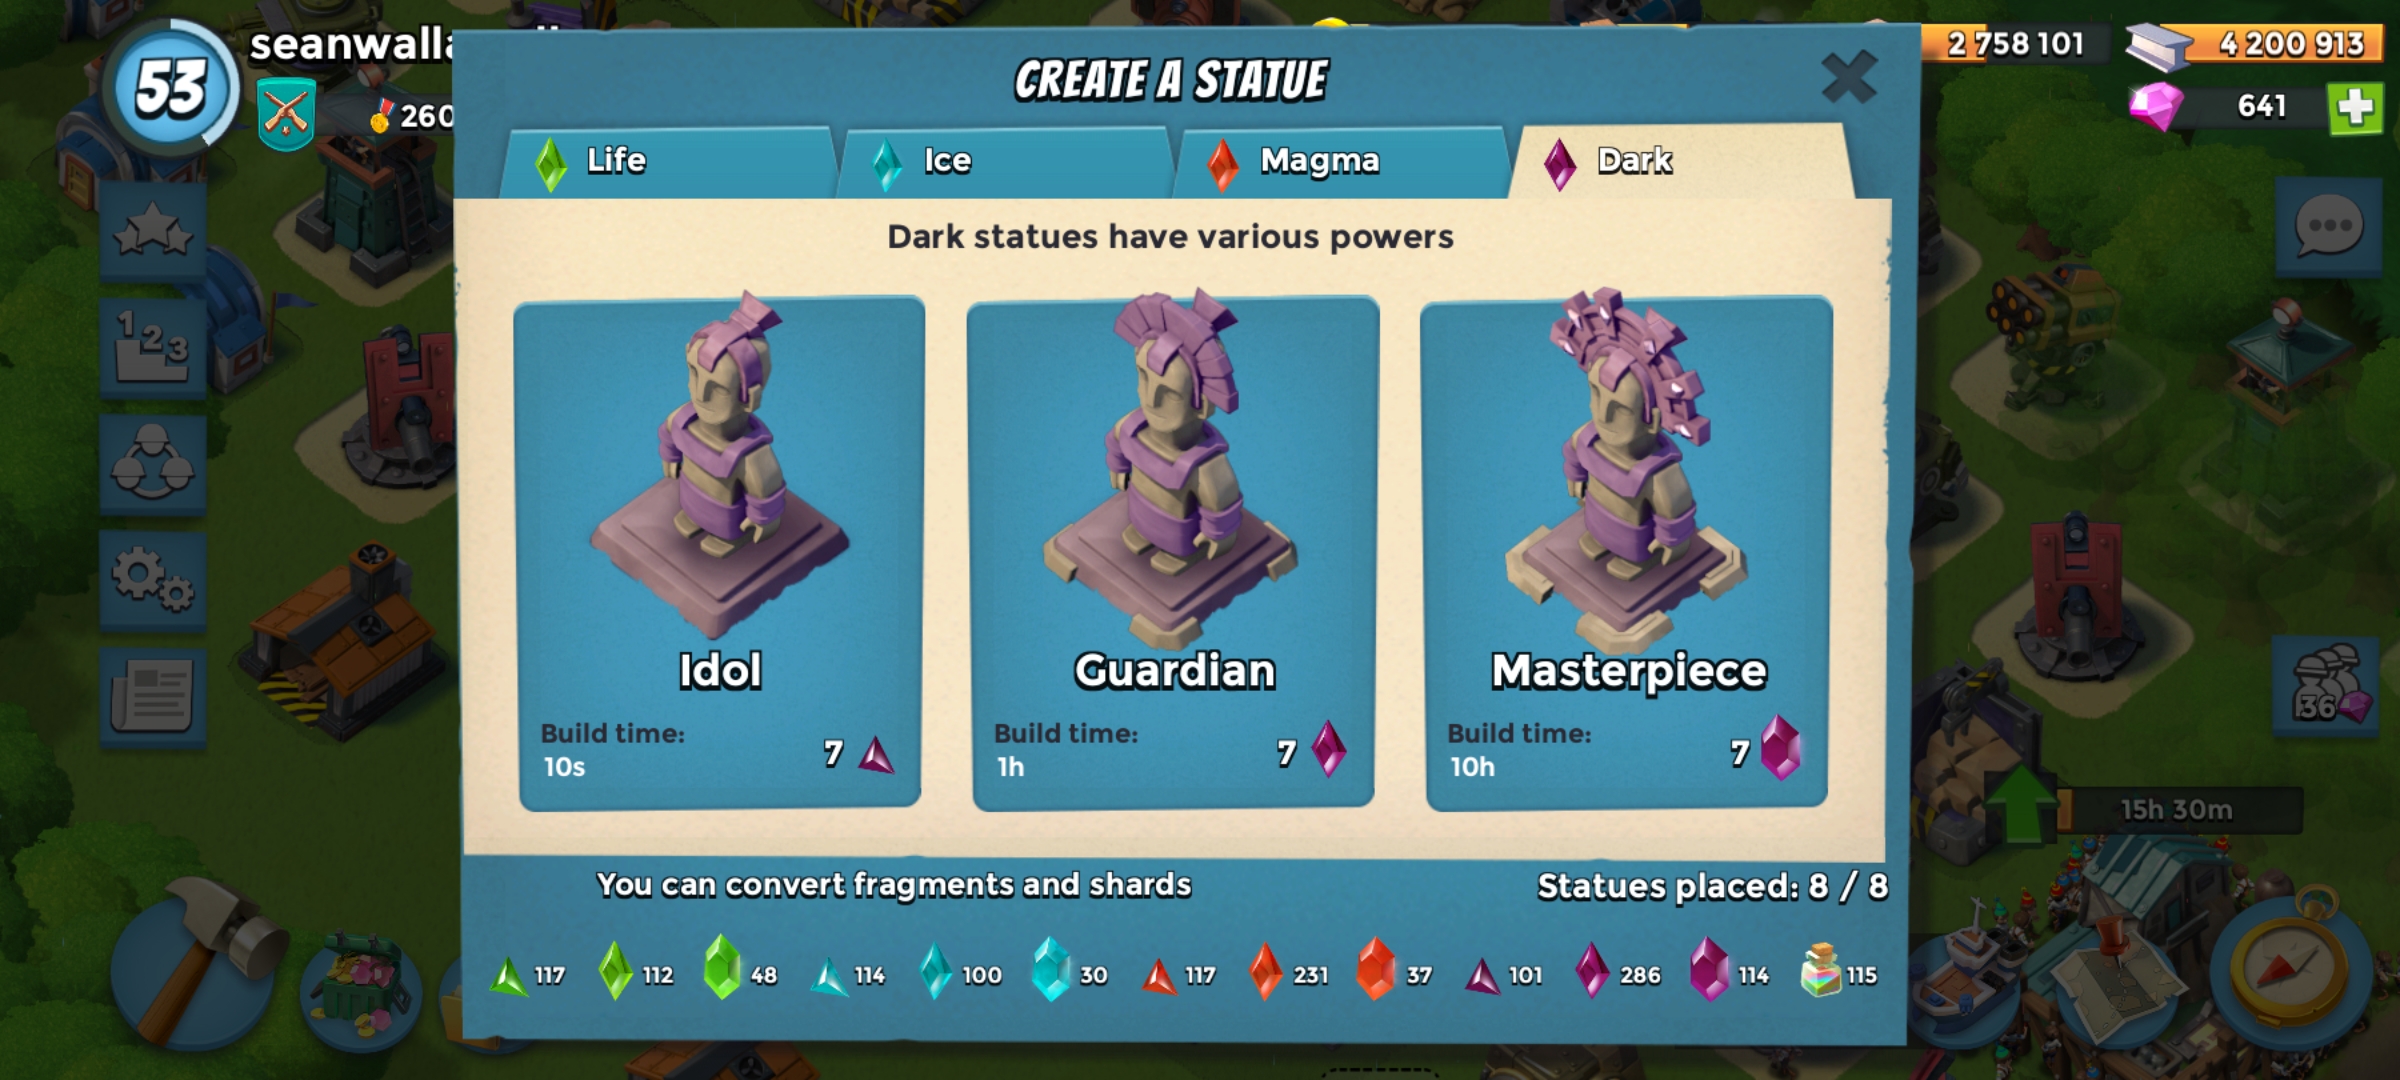 53
seanwalla
260
2 758 101
4 200 913
641
CREATE A STATUE
Life
Ice
Magma
Dark
Dark statues have various powers
1 2 3
Idol
Build time:
10s
7
Guardian
Build time:
1h
7
Masterpiece
Build time:
10h
7
36
15h 30m
You can convert fragments and shards
Statues placed: 8 / 8
117
112
48
114
100
30
117
231
37
101
286
114
115